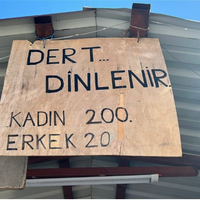 DERT...
DİNLENİR.
KADIN 200.
ERKEK 20